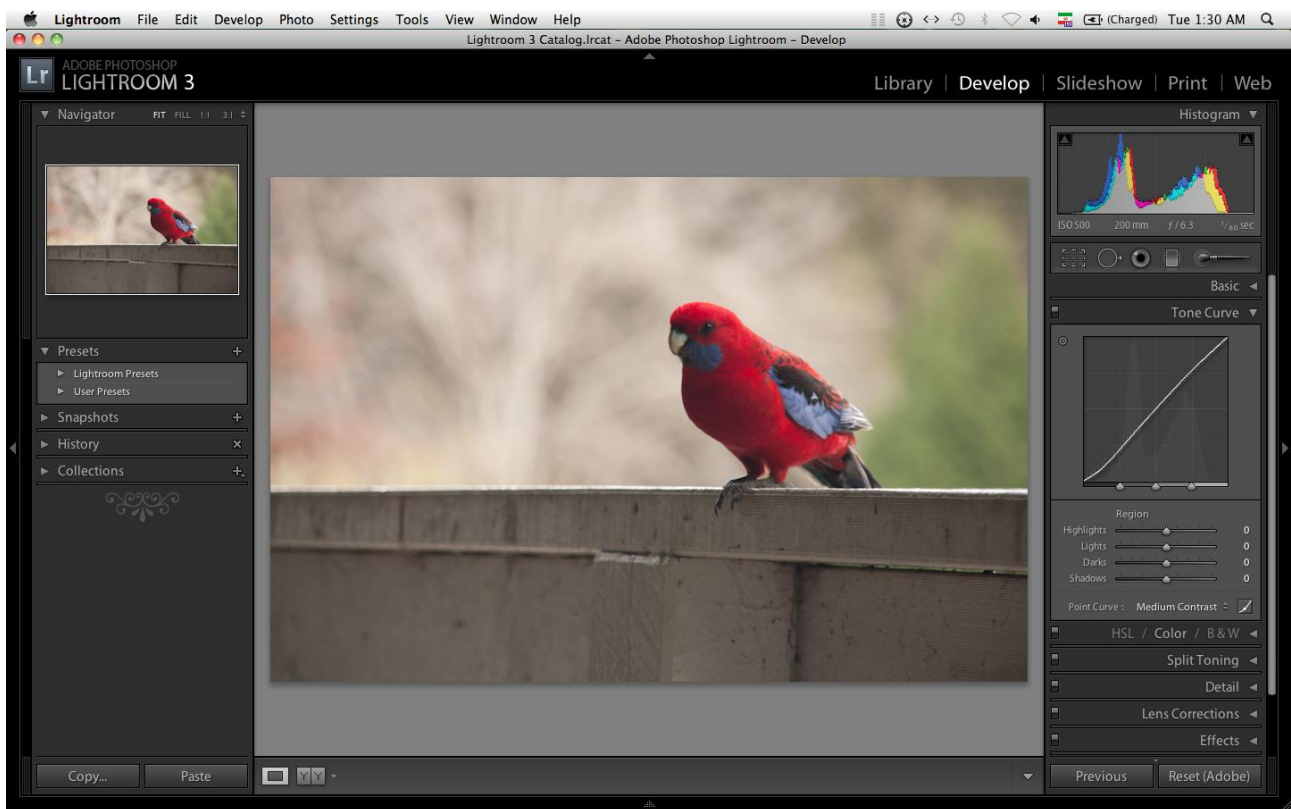 Lightroom File Edit Develop Photo Settings Tools View Window Help (Charged) Tue 1:30 AM
Lightroom 3 Catalog.lrcat – Adobe Photoshop Lightroom – Develop
Lr ADOBE PHOTOSHOP
LIGHTROOM 3
Library | Develop | Slideshow | Print | Web
Navigator FIT FILL 1:1 3:1
Presets
Lightroom Presets
User Presets
Snapshots
History
Collections
Copy... Paste
Y Y
Histogram
ISO 500 200 mm f / 6.3 1/80 sec
Basic
Tone Curve
Region
Highlights 0
Lights 0
Darks 0
Shadows 0
Point Curve : Medium Contrast
HSL / Color / B & W
Split Toning
Detail
Lens Corrections
Effects
Previous Reset (Adobe)